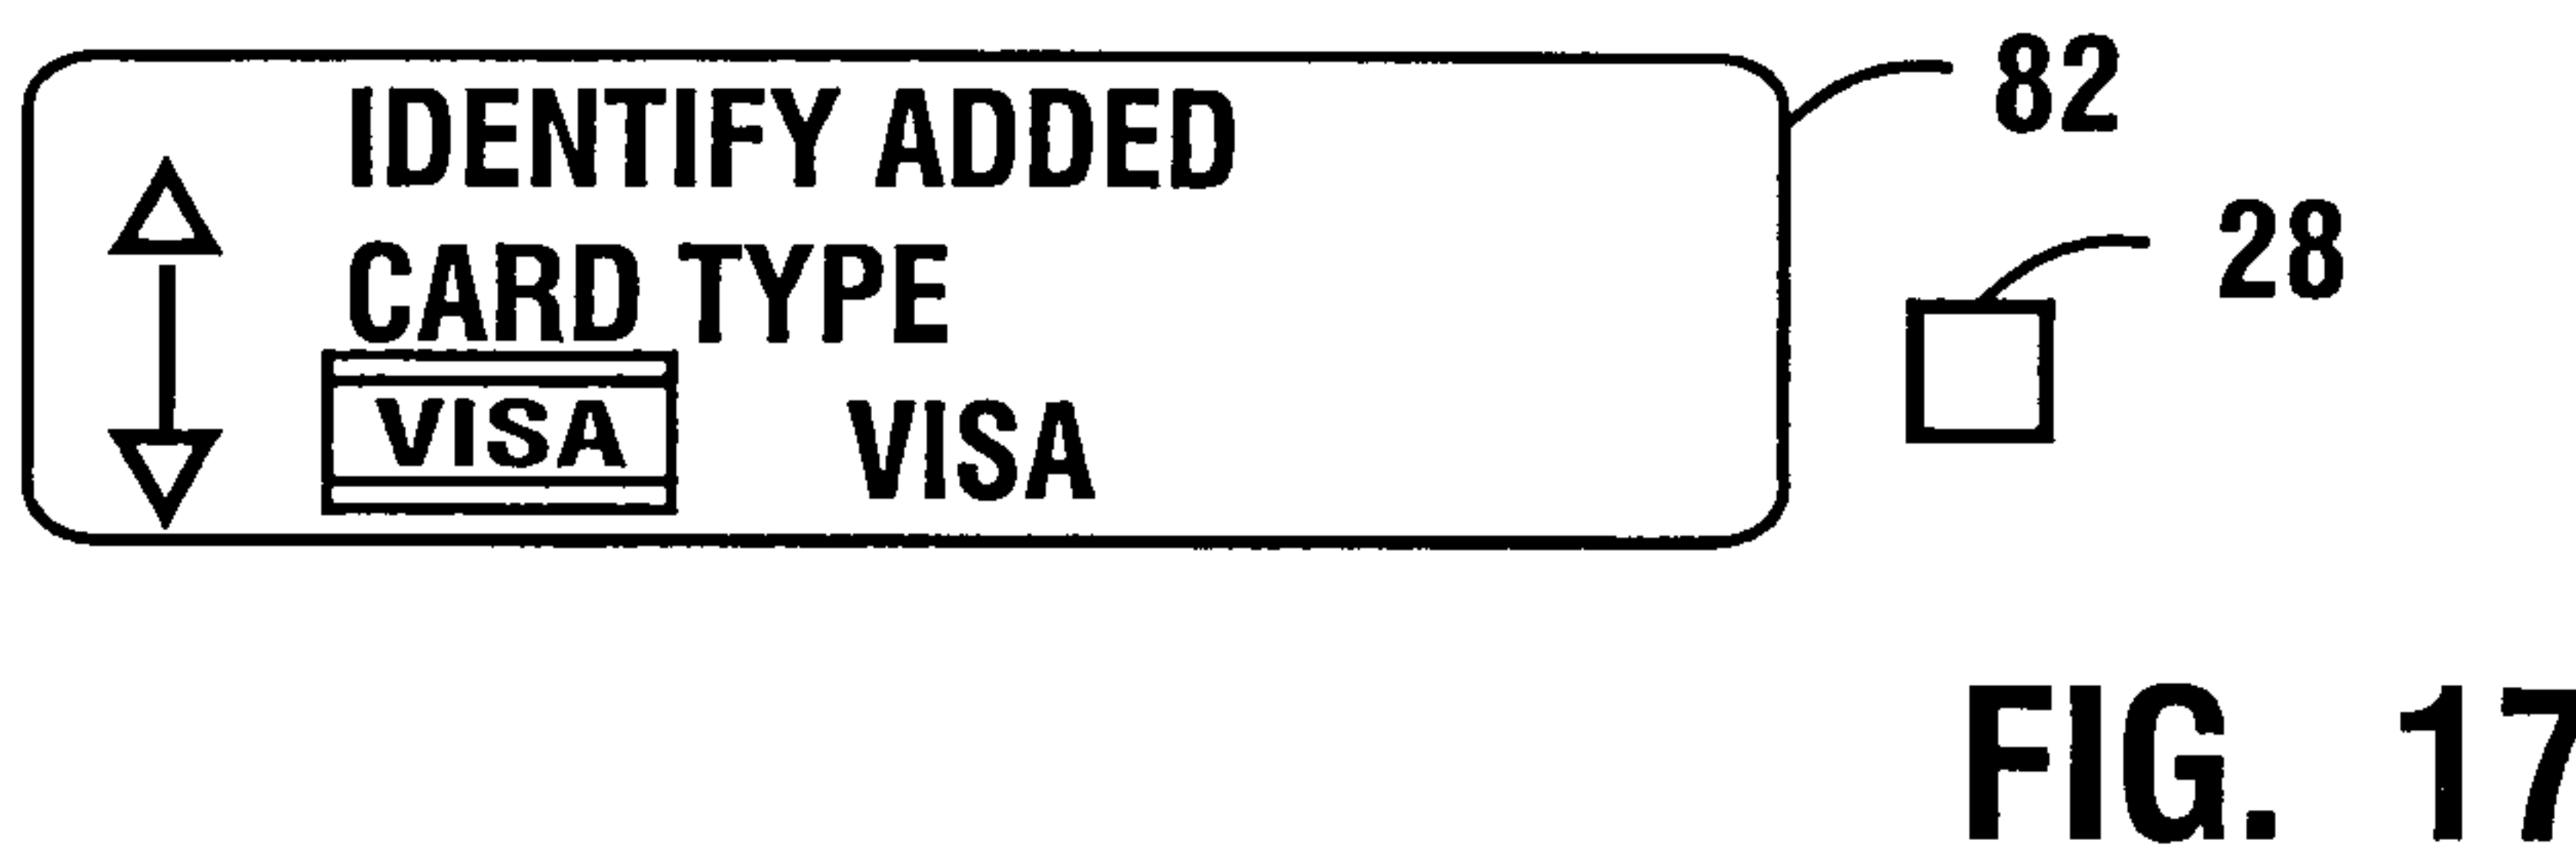 IDENTIFY ADDED
CARD TYPE
VISA VISA
82
28
FIG. 17